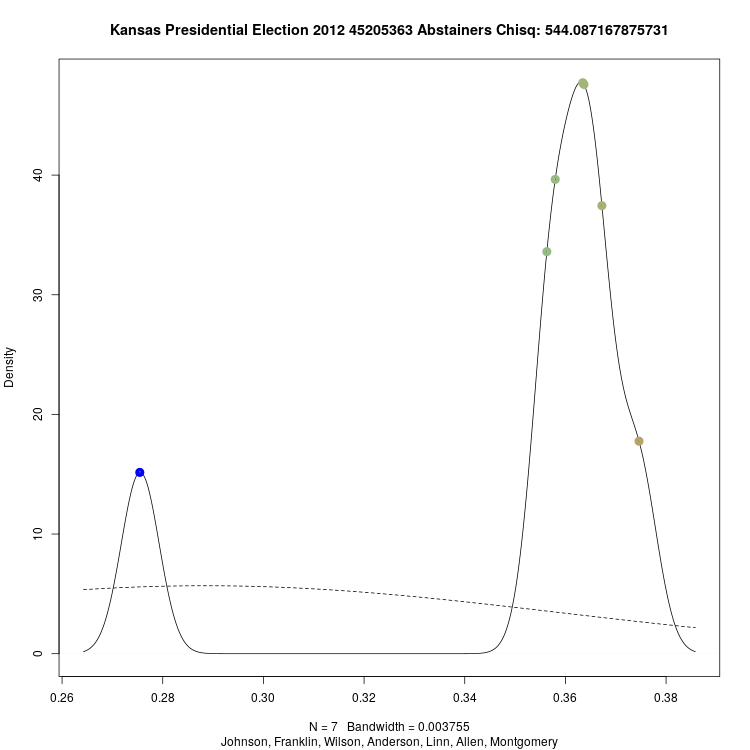 Kansas Presidential Election 2012 45205363 Abstainers Chisq: 544.087167875731
Density
40
30
20
10
0
0.26 0.28 0.30 0.32 0.34 0.36 0.38
N = 7 Bandwidth = 0.003755
Johnson, Franklin, Wilson, Anderson, Linn, Allen, Montgomery